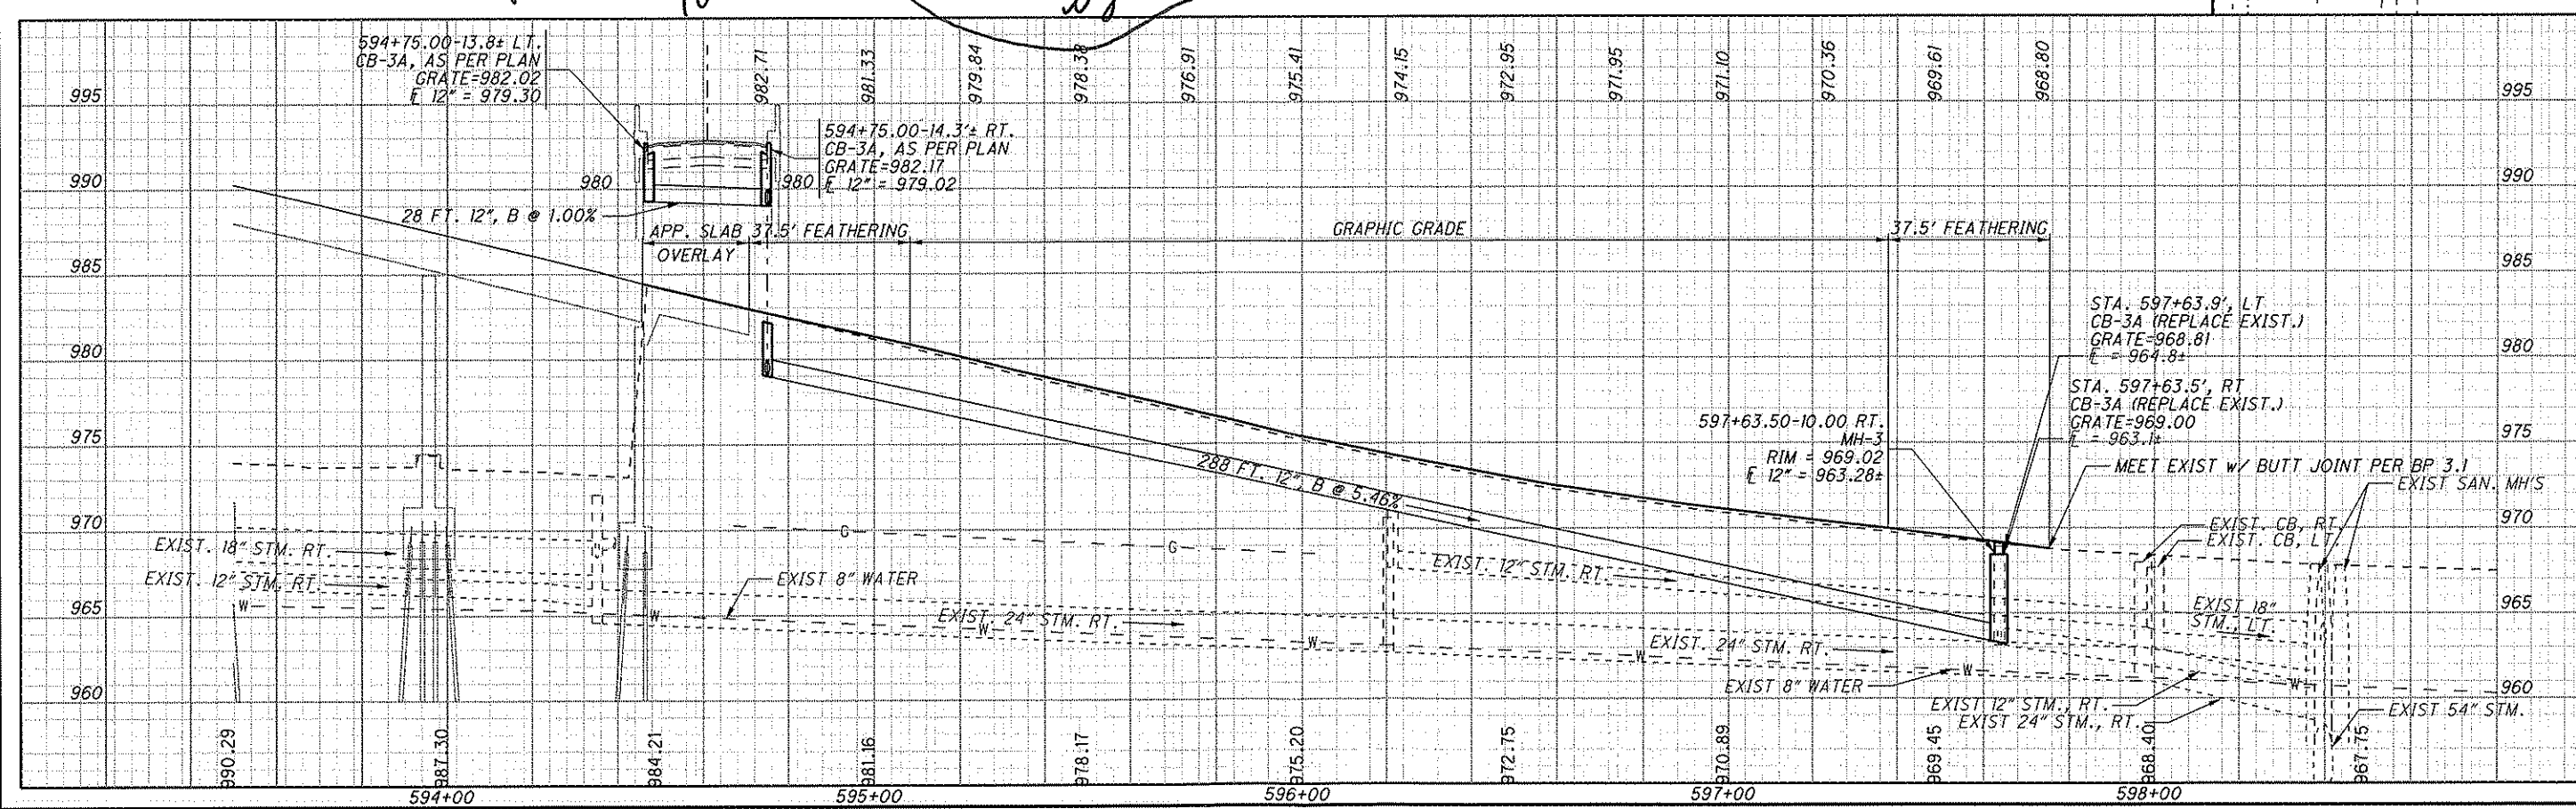 594+75.00-13.8± LT.
CB-3A, AS PER PLAN
GRATE=982.02
12" = 979.30
982.71
981.33
979.84
978.38
976.91
975.41
974.15
972.95
971.95
971.10
970.36
969.61
968.80
995
995
594+75.00-14.3'± RT.
CB-3A, AS PER PLAN
GRATE=982.17
12" = 979.02
990
980
980
990
28 FT. 12", B @ 1.00%
APP. SLAB
OVERLAY
37.5' FEATHERING
GRAPHIC GRADE
37.5' FEATHERING
985
985
STA. 597+63.9', LT
CB-3A (REPLACE EXIST.)
GRATE=968.81
= 964.8±
980
980
STA. 597+63.5', RT
CB-3A (REPLACE EXIST.)
GRATE=969.00
= 963.1±
597+63.50-10.00 RT.
MH-3
RIM = 969.02
12" = 963.28±
975
975
288 FT. 12", B @ 5.46%
MEET EXIST w/ BUTT JOINT PER BP 3.1
EXIST SAN. MH'S
970
970
G
G
EXIST. CB, RT.
EXIST. CB, LT.
EXIST. 18" STM. RT.
EXIST. 12" STM. RT.
EXIST 8" WATER
EXIST. 12" STM. RT.
965
965
W
W
W
W
W
W
W
EXIST. 24" STM. RT.
EXIST 18"
STM., LT.
EXIST. 24" STM. RT.
960
960
EXIST 8" WATER
EXIST 12" STM., RT.
EXIST 24" STM., RT.
EXIST 54" STM.
990.29
987.30
984.21
981.16
978.17
975.20
972.75
970.89
969.45
968.40
967.75
594+00
595+00
596+00
597+00
598+00